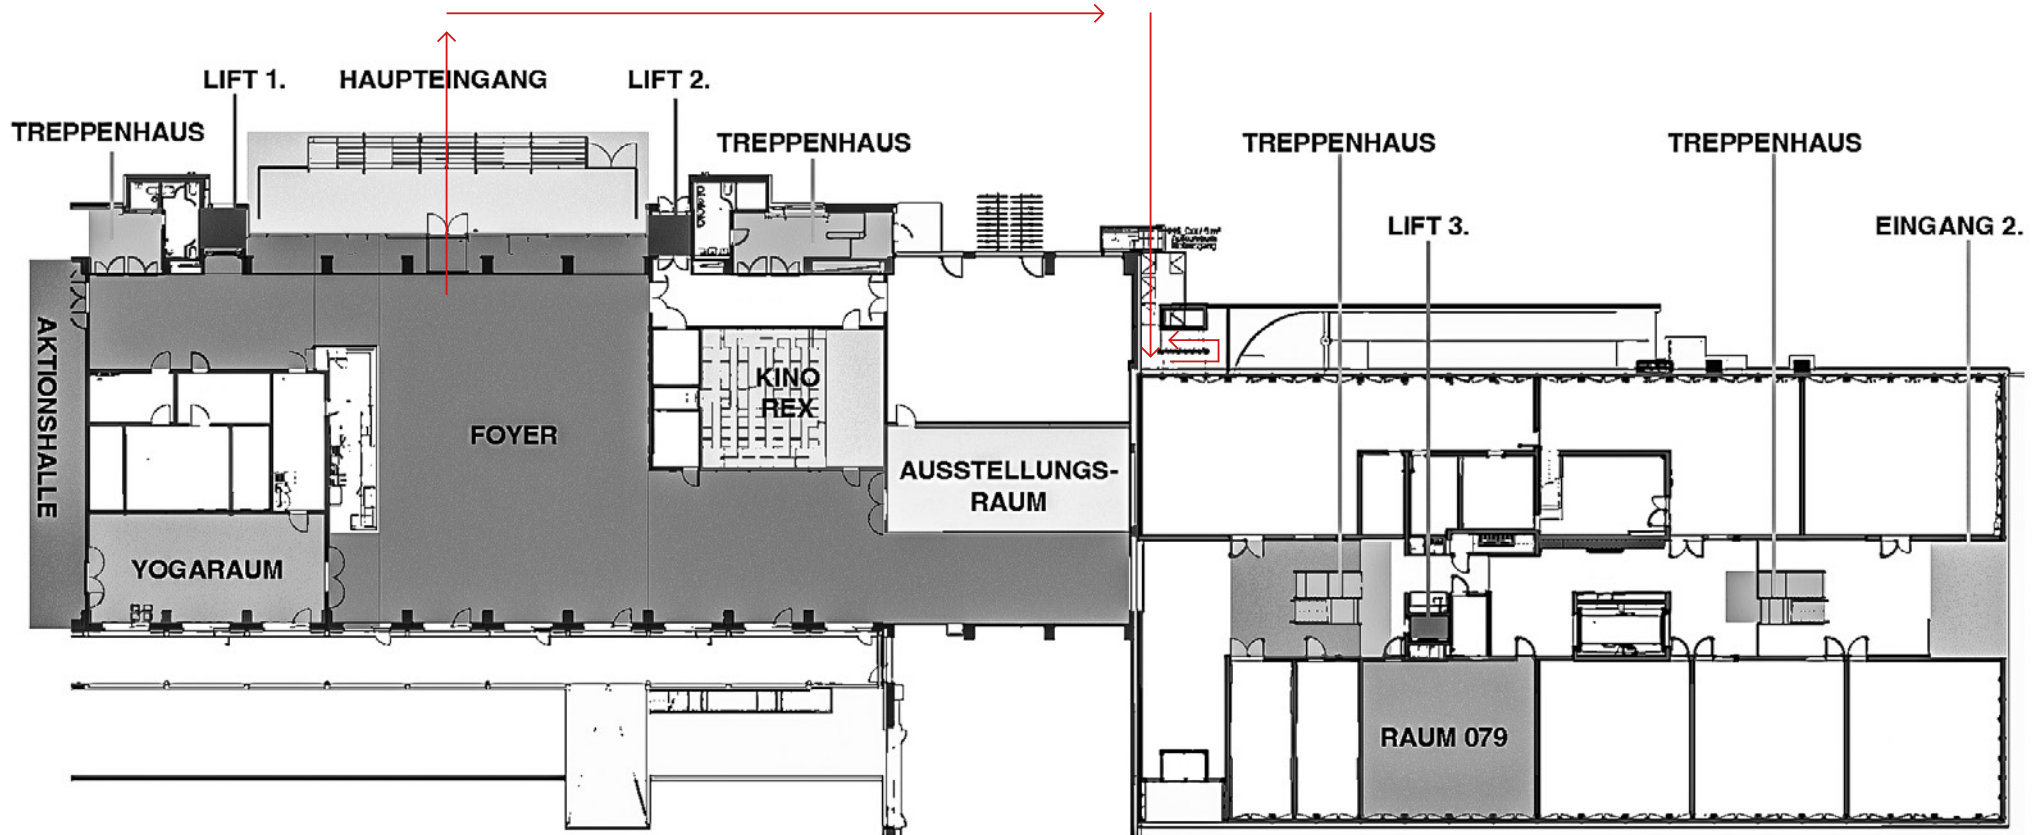 LIFT 1.
HAUPTEINGANG
LIFT 2.
TREPPENHAUS
TREPPENHAUS
TREPPENHAUS
TREPPENHAUS
LIFT 3.
EINGANG 2.
AKTIONSHALLE
KINO
REX
FOYER
AUSSTELLUNGS-
RAUM
YOGARAUM
RAUM 079